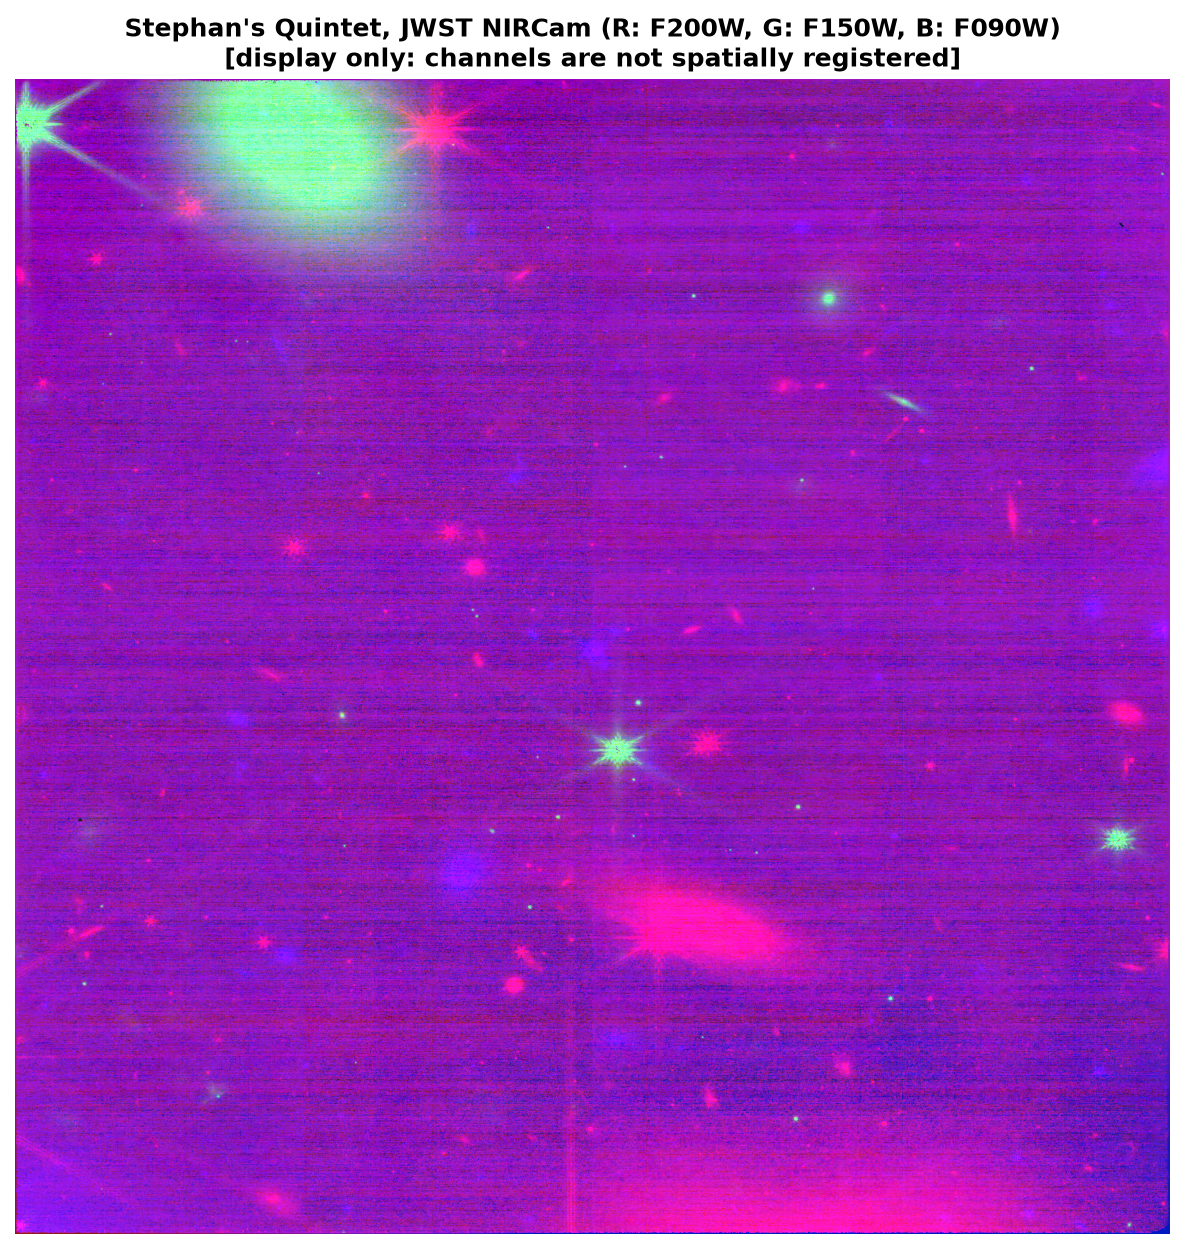 Stephan's Quintet, JWST NIRCam (R: F200W, G: F150W, B: F090W)
[display only: channels are not spatially registered]